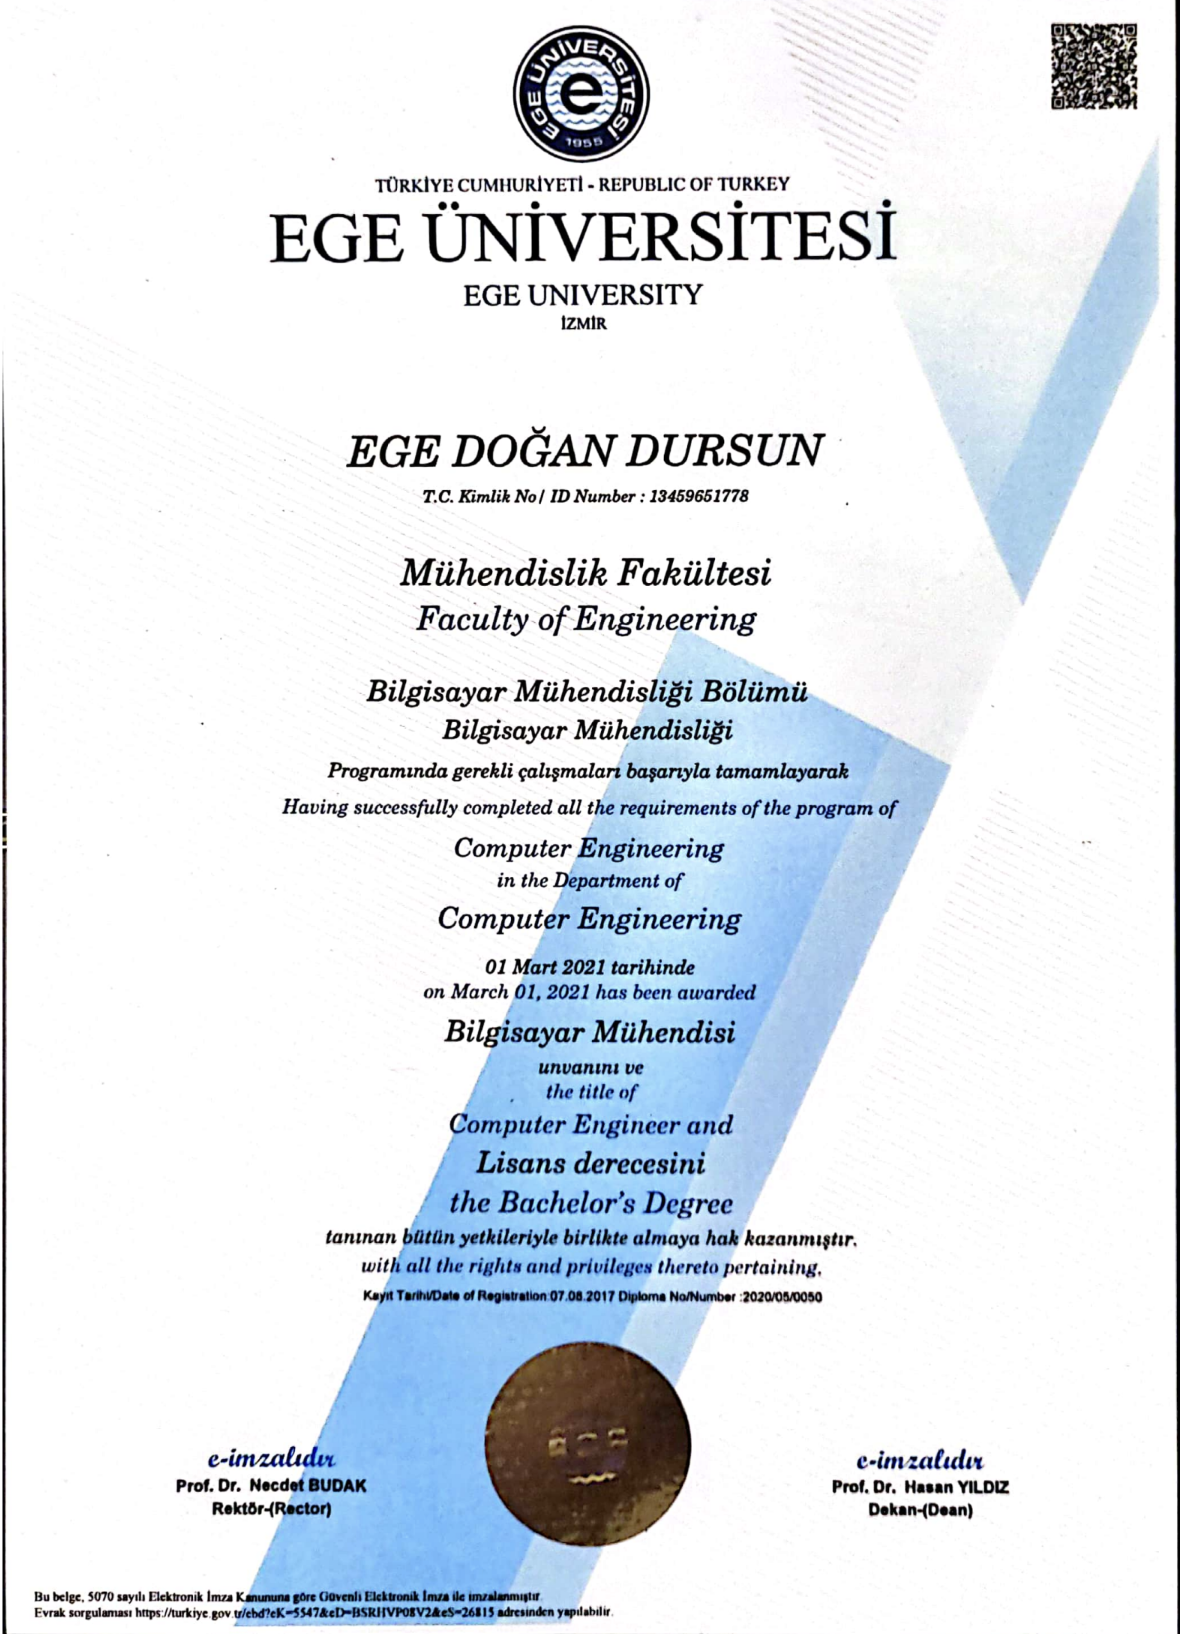 EGE ÜNİVERSİTESİ
e
1955
TÜRKİYE CUMHURİYETİ - REPUBLIC OF TURKEY
EGE ÜNİVERSİTESİ
EGE UNIVERSITY
İZMİR
EGE DOĞAN DURSUN
T.C. Kimlik No / ID Number : 13459651778
Mühendislik Fakültesi
Faculty of Engineering
Bilgisayar Mühendisliği Bölümü
Bilgisayar Mühendisliği
Programında gerekli çalışmaları başarıyla tamamlayarak
Having successfully completed all the requirements of the program of
Computer Engineering
in the Department of
Computer Engineering
01 Mart 2021 tarihinde
on March 01, 2021 has been awarded
Bilgisayar Mühendisi
unvanını ve
the title of
Computer Engineer and
Lisans derecesini
the Bachelor's Degree
tanınan bütün yetkileriyle birlikte almaya hak kazanmıştır.
with all the rights and privileges thereto pertaining.
Kayıt Tarihi/Date of Registration:07.08.2017 Diploma No/Number :2020/05/0050
e-imzalıdır
Prof. Dr. Necdet BUDAK
Rektör-(Rector)
e-imzalıdır
Prof. Dr. Hasan YILDIZ
Dekan-(Dean)
Bu belge, 5070 sayılı Elektronik İmza Kanununa göre Güvenli Elektronik İmza ile imzalanmıştır.
Evrak sorgulaması https://turkiye.gov.tr/ebd?eK=5547&eD=BSRHVP08V2&eS=26815 adresinden yapılabilir.